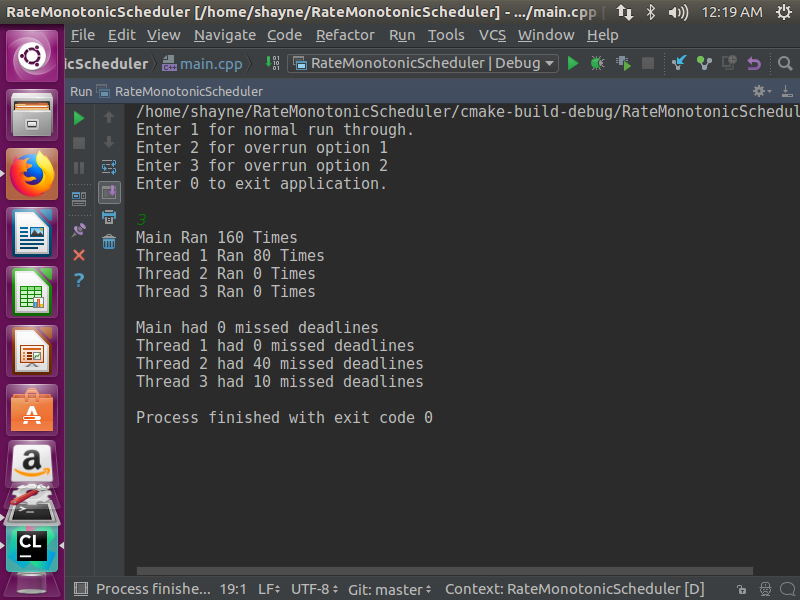 RateMonotonicScheduler [/home/shayne/RateMonotonicScheduler] - .../main.cpp [
12:19 AM
File Edit View Navigate Code Refactor Run Tools VCS Window Help
icScheduler main.cpp RateMonotonicScheduler | Debug
Run RateMonotonicScheduler
/home/shayne/RateMonotonicScheduler/cmake-build-debug/RateMonotonicSchedul
Enter 1 for normal run through.
Enter 2 for overrun option 1
Enter 3 for overrun option 2
Enter 0 to exit application.
3
Main Ran 160 Times
Thread 1 Ran 80 Times
Thread 2 Ran 0 Times
Thread 3 Ran 0 Times
Main had 0 missed deadlines
Thread 1 had 0 missed deadlines
Thread 2 had 40 missed deadlines
Thread 3 had 10 missed deadlines
Process finished with exit code 0
a
CL
Process finishe... 19:1 LF÷ UTF-8÷ Git: master÷ Context: RateMonotonicScheduler [D]